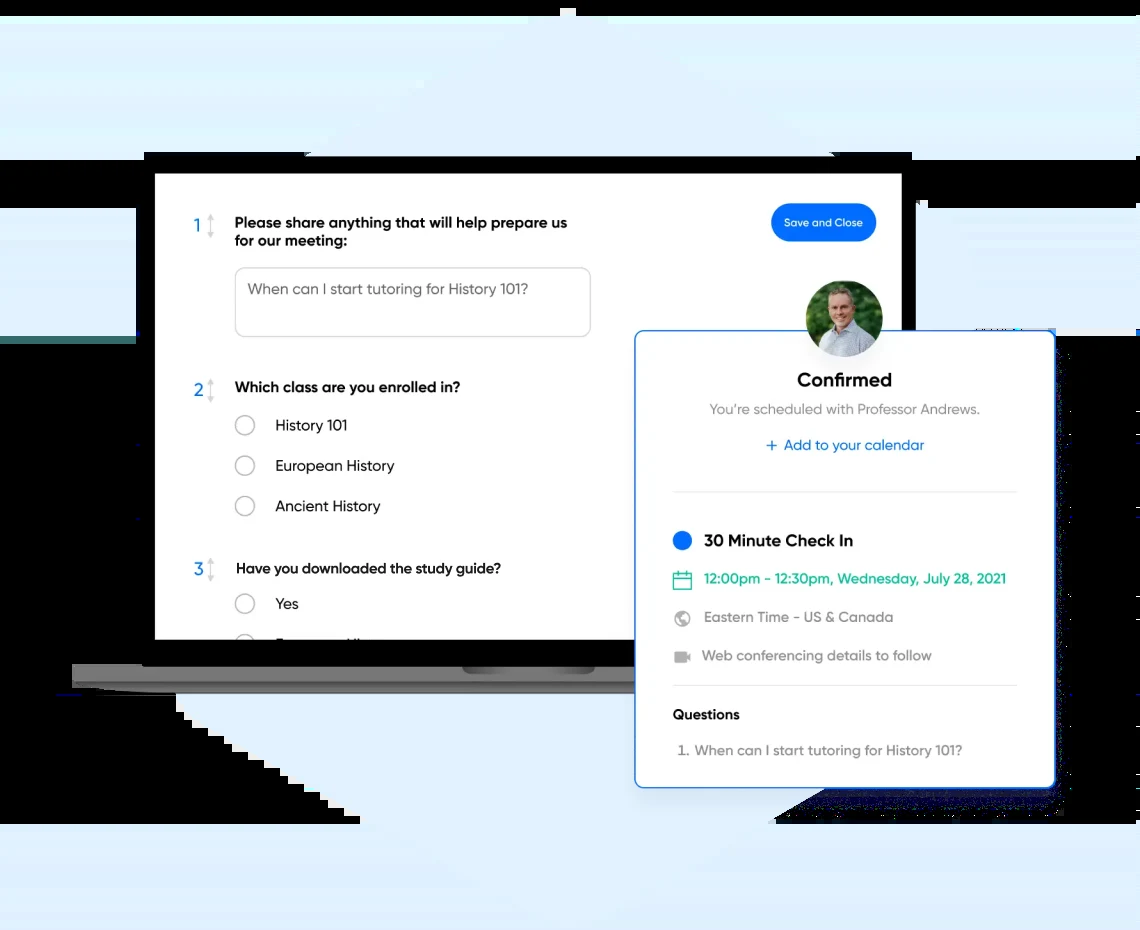 1 Please share anything that will help prepare us
for our meeting:
Save and Close
When can I start tutoring for History 101?
2 Which class are you enrolled in?
History 101
European History
Ancient History
3 Have you downloaded the study guide?
Yes
Confirmed
You're scheduled with Professor Andrews.
+ Add to your calendar
30 Minute Check In
12:00pm - 12:30pm, Wednesday, July 28, 2021
Eastern Time - US & Canada
Web conferencing details to follow
Questions
1. When can I start tutoring for History 101?